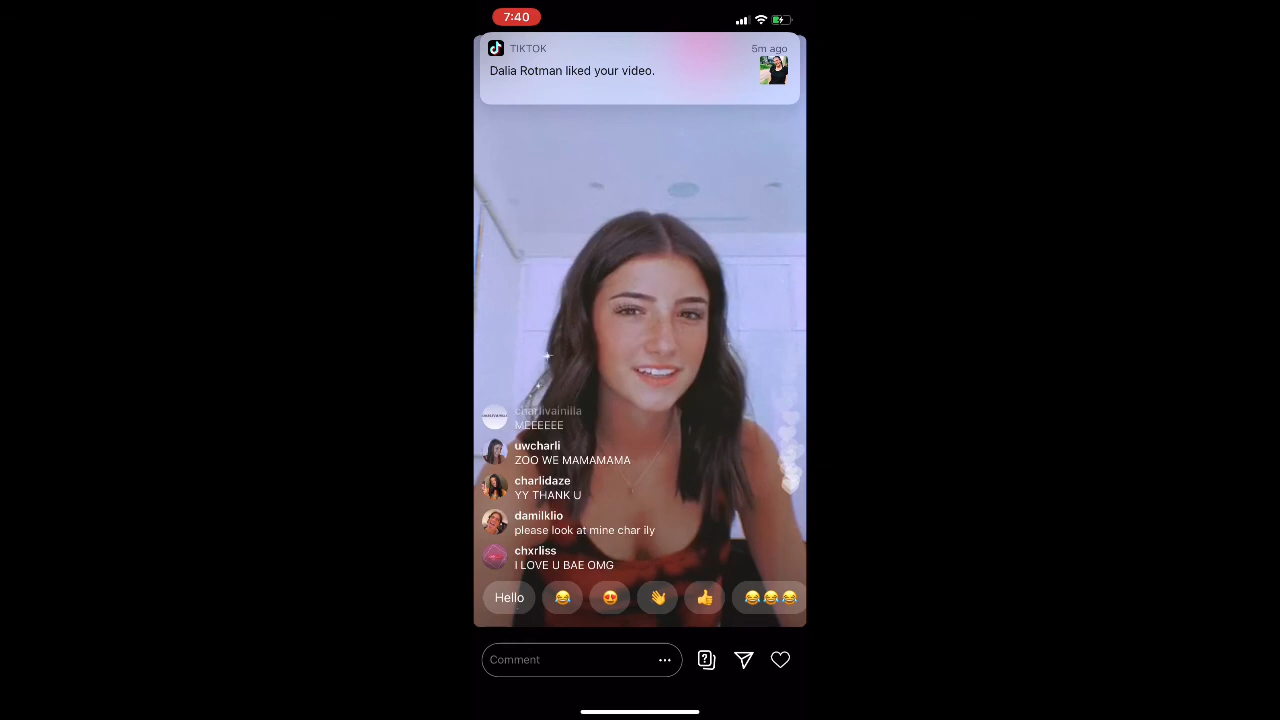 7:40
TIKTOK
5m ago
Dalia Rotman liked your video.
charlivainilla
MEEEEEE
uwcharli
ZOO WE MAMAMAMA
charlidaze
YY THANK U
damilklio
please look at mine char ily
chxrliss
I LOVE U BAE OMG
Hello
Comment